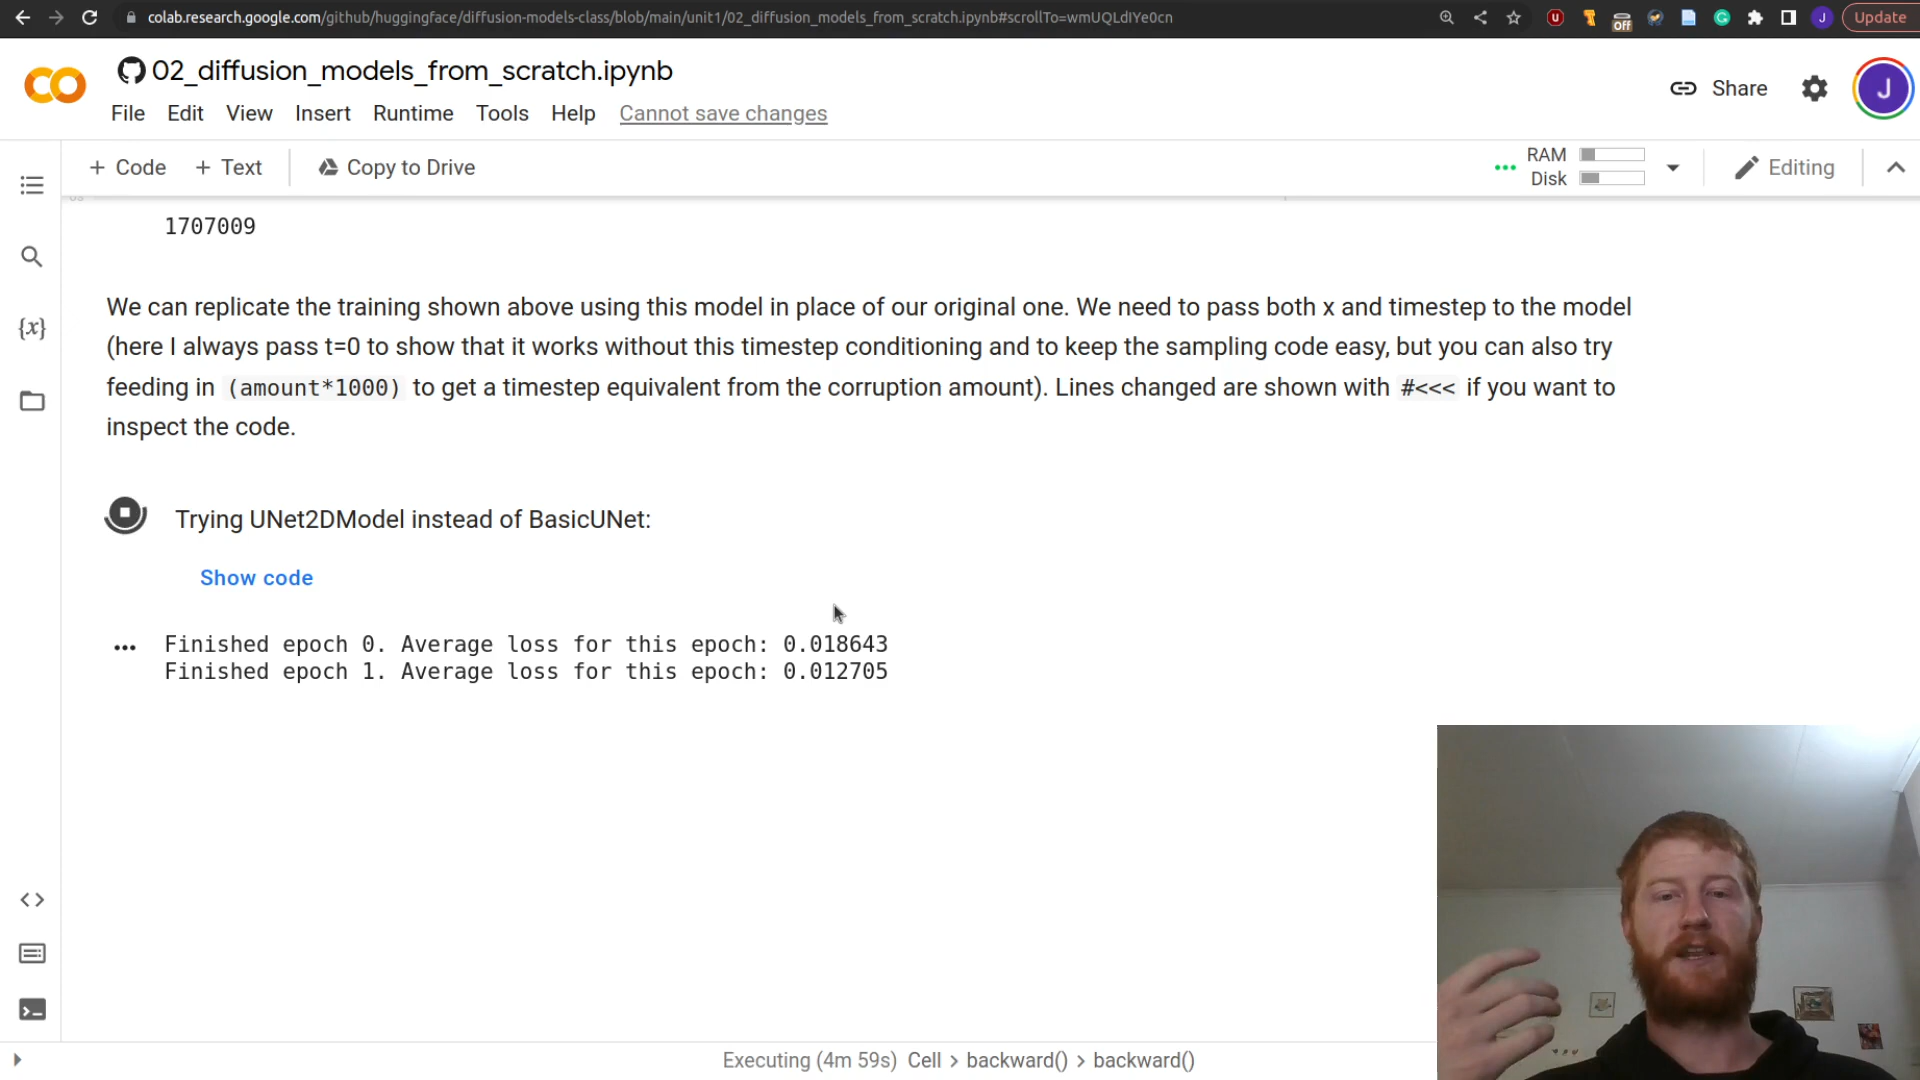 colab.research.google.com/github/huggingface/diffusion-models-class/blob/main/unit1/02_diffusion_models_from_scratch.ipynb#scrollTo=wmUQLdIYe0cn
Off
J
Update
02_diffusion_models_from_scratch.ipynb
File Edit View Insert Runtime Tools Help Cannot save changes
Share
J
+ Code + Text Copy to Drive
RAM
Disk
Editing
1707009
We can replicate the training shown above using this model in place of our original one. We need to pass both x and timestep to the model
(here I always pass t=0 to show that it works without this timestep conditioning and to keep the sampling code easy, but you can also try
feeding in (amount*1000) to get a timestep equivalent from the corruption amount). Lines changed are shown with #<<< if you want to
inspect the code.
Trying UNet2DModel instead of BasicUNet:
Show code
Finished epoch 0. Average loss for this epoch: 0.018643
Finished epoch 1. Average loss for this epoch: 0.012705
Executing (4m 59s) Cell > backward() > backward()